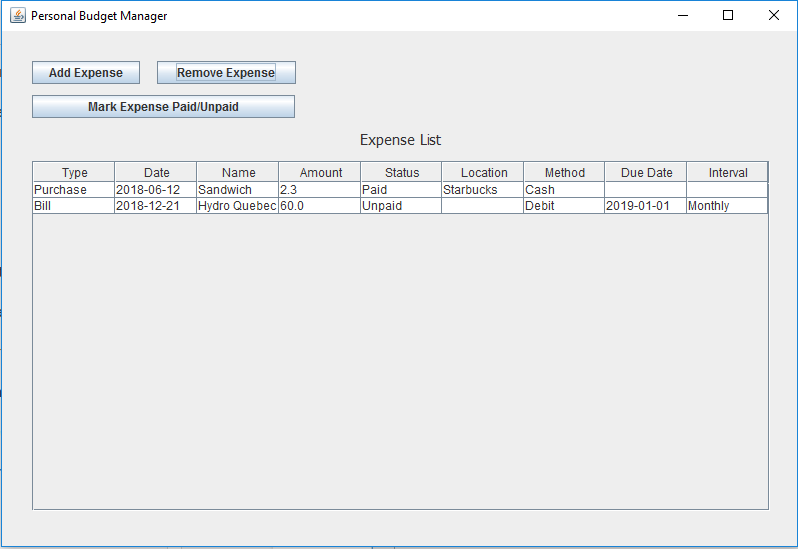 Personal Budget Manager
Add Expense Remove Expense
Mark Expense Paid/Unpaid
Expense List
Type Date Name Amount Status Location Method Due Date Interval
Purchase 2018-06-12 Sandwich 2.3 Paid Starbucks Cash
Bill 2018-12-21 Hydro Quebec 60.0 Unpaid Debit 2019-01-01 Monthly